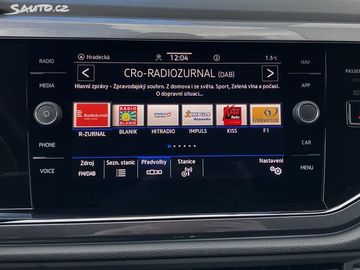 SAUTO.CZ
RADIO
MEDIA
PHONE
VOICE
NAV
APP
CAR
MENU
Hradecká
12:04
1.5°C
CRo-RADIOZURNAL (DAB)
Hlavní zprávy - Zpravodajský souhrn. Z domova i ze světa. Sport, Zelená vlna a počasí.
O dopravní situaci...
R-ZURNAL
BLANIK
HITRADIO
IMPULS
KISS
F1
Zdroj
FM/DAB
Sezn. stanic
Předvolby
Stanice
Nastavení